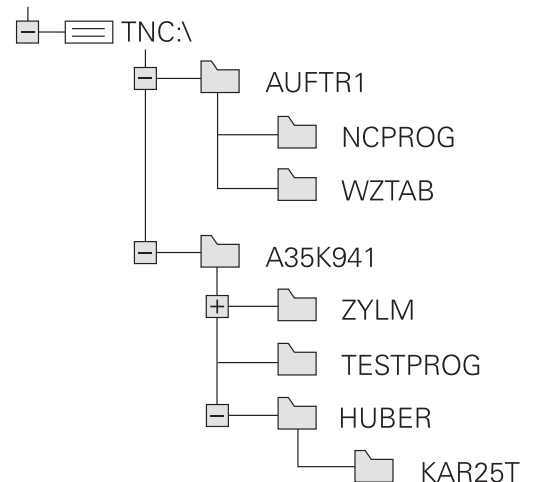 TNC:\
AUFTR1
NCPROG
WZTAB
A35K941
ZYLM
TESTPROG
HUBER
KAR25T